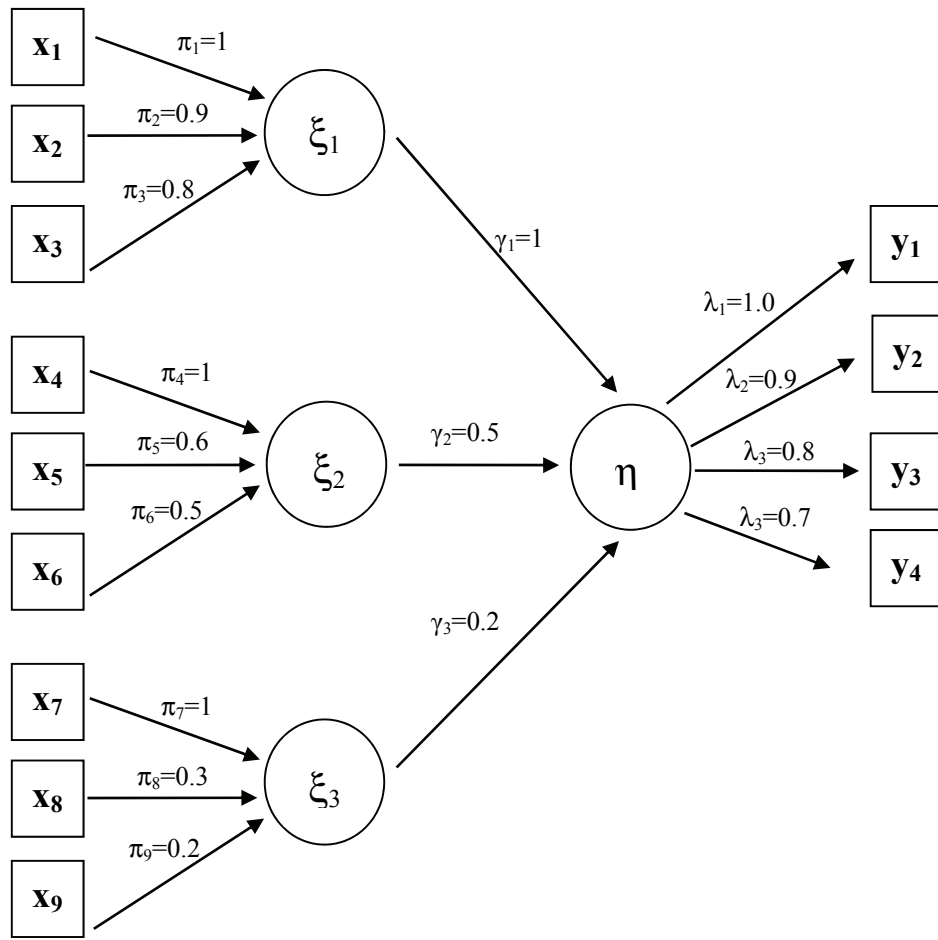 x₁
π₁=1
π₂=0.9
x₂
ξ₁
π₃=0.8
x₃
γ₁=1
y₁
λ₁=1.0
x₄
π₄=1
y₂
λ₂=0.9
π₅=0.6
γ₂=0.5
x₅
ξ₂
η
λ₃=0.8
y₃
π₆=0.5
λ₃=0.7
x₆
y₄
γ₃=0.2
x₇
π₇=1
π₈=0.3
x₈
ξ₃
π₉=0.2
x₉